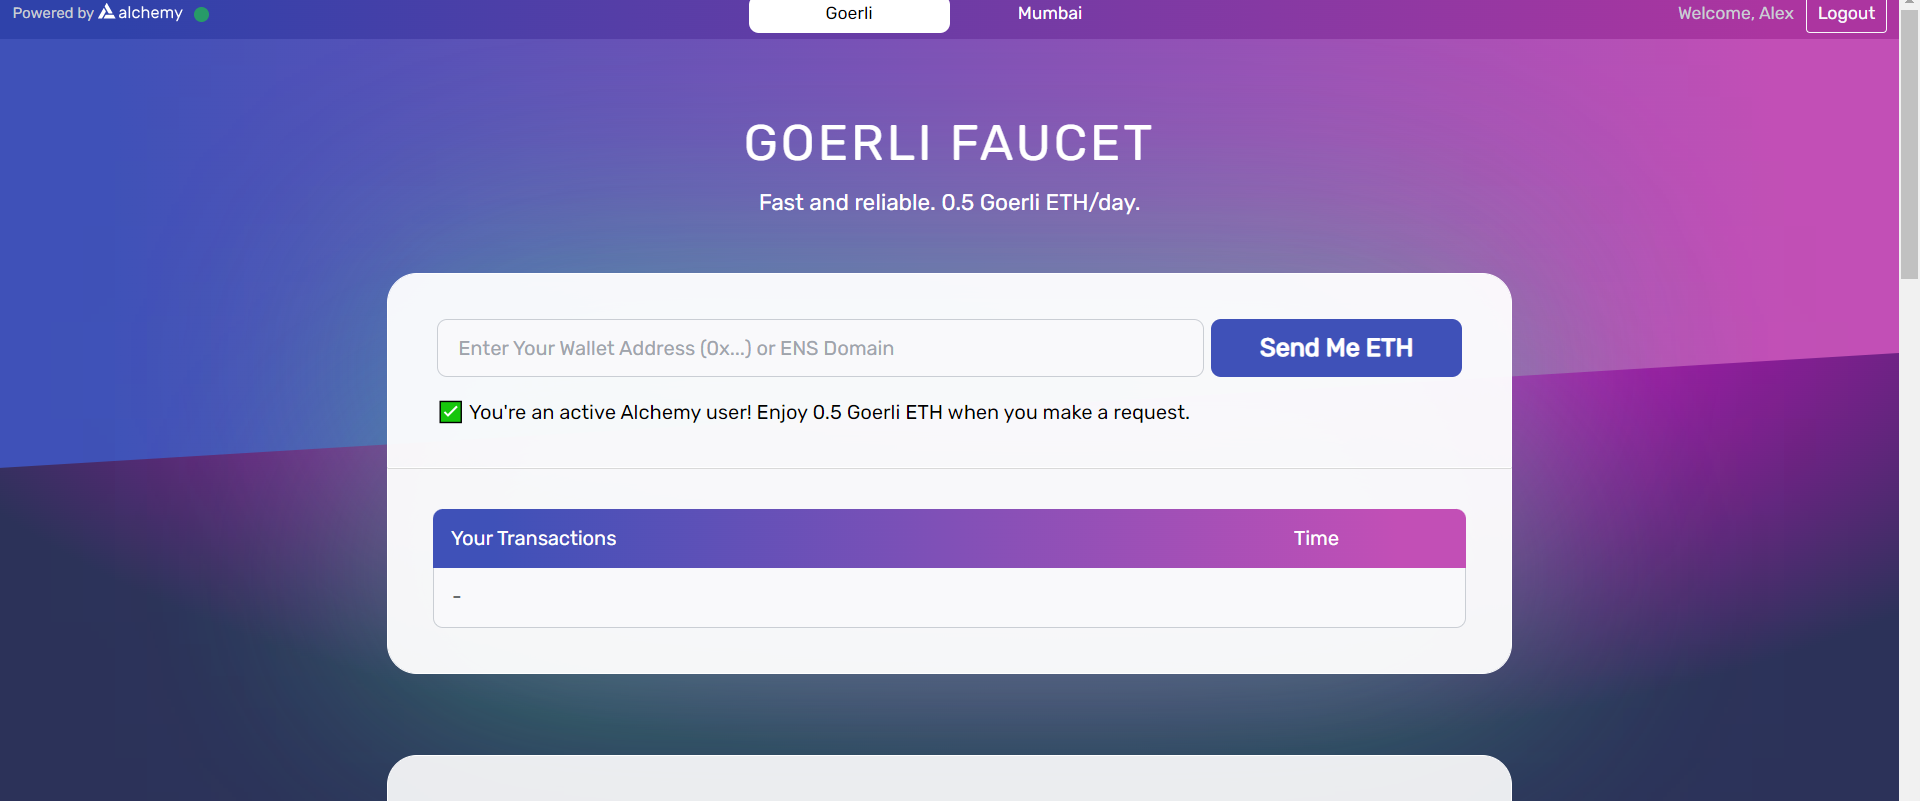 Powered by alchemy
Goerli
Mumbai
Welcome, Alex
Logout
GOERLI FAUCET
Fast and reliable. 0.5 Goerli ETH/day.
Enter Your Wallet Address (0x...) or ENS Domain
Send Me ETH
You're an active Alchemy user! Enjoy 0.5 Goerli ETH when you make a request.
Your Transactions
Time
-